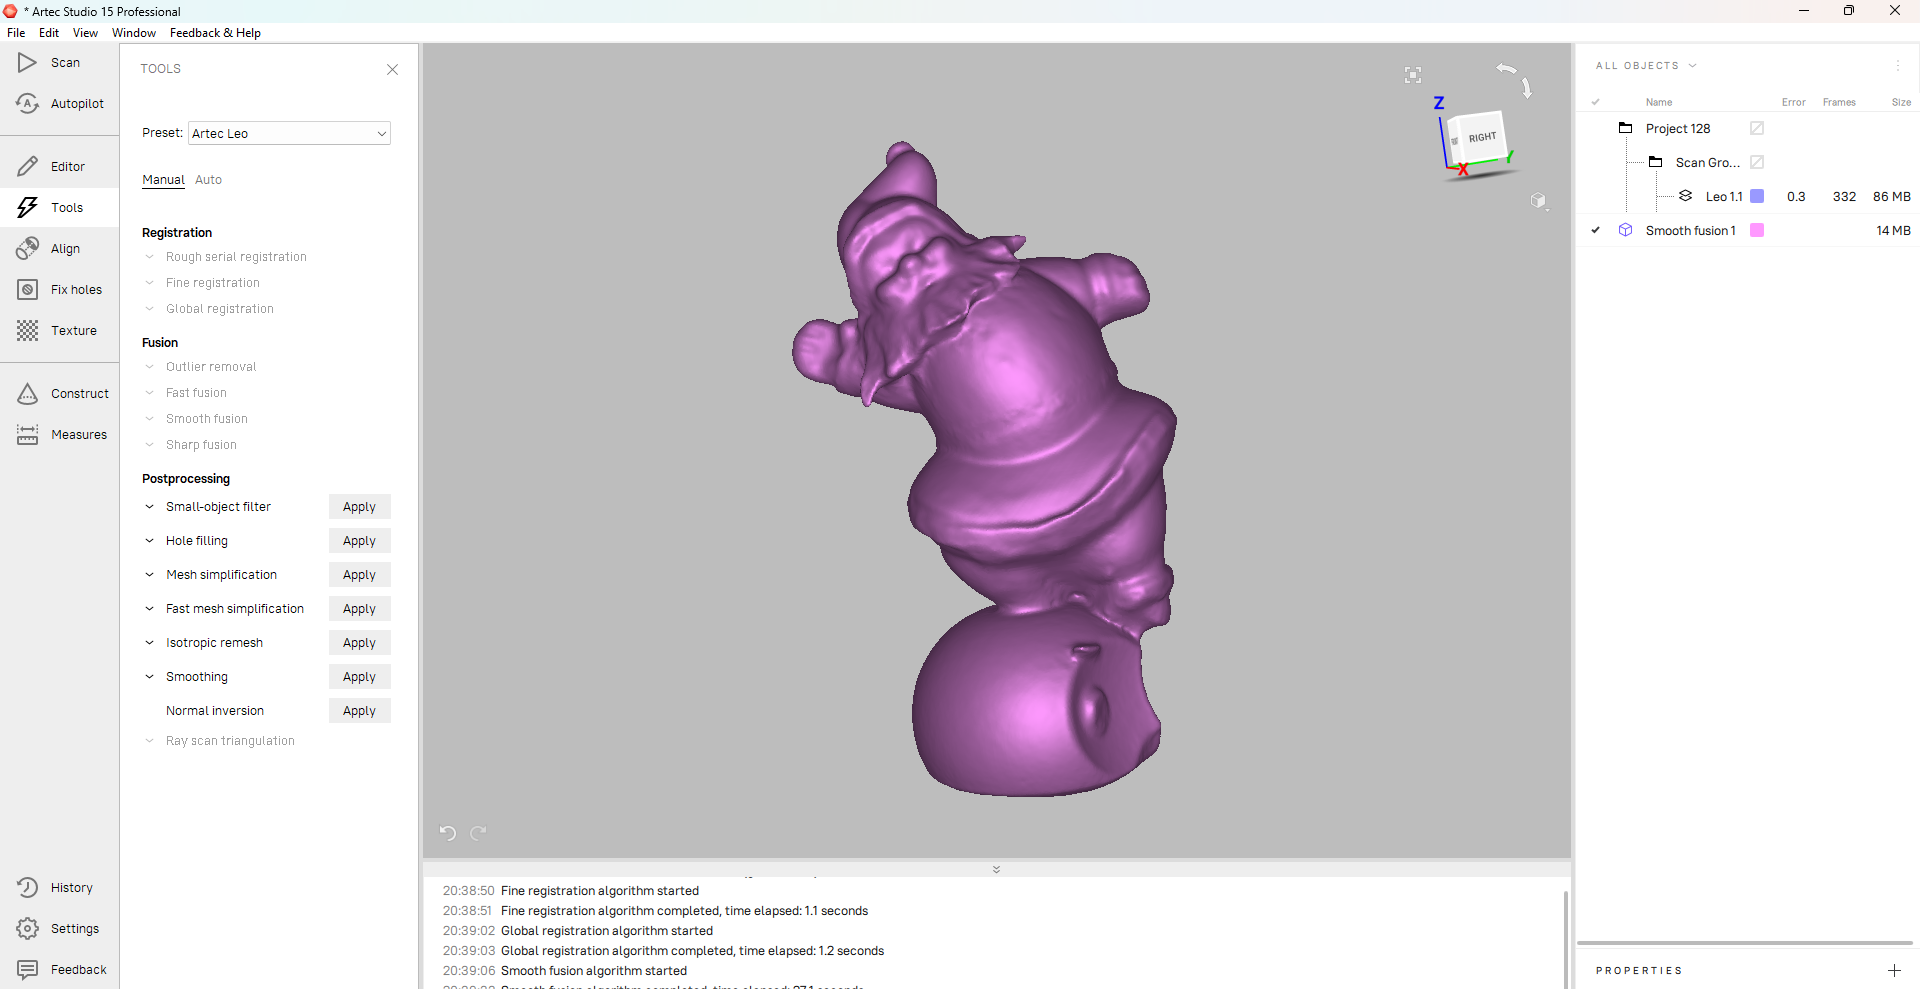 * Artec Studio 15 Professional
File Edit View Window Feedback & Help
Scan
Autopilot
Editor
Tools
Align
Fix holes
Texture
Construct
Measures
History
Settings
Feedback
TOOLS
Preset: Artec Leo
Manual Auto
Registration
Rough serial registration
Fine registration
Global registration
Fusion
Outlier removal
Fast fusion
Smooth fusion
Sharp fusion
Postprocessing
Small-object filter Apply
Hole filling Apply
Mesh simplification Apply
Fast mesh simplification Apply
Isotropic remesh Apply
Smoothing Apply
Normal inversion Apply
Ray scan triangulation
Z
RIGHT
Y
X
20:38:50 Fine registration algorithm started
20:38:51 Fine registration algorithm completed, time elapsed: 1.1 seconds
20:39:02 Global registration algorithm started
20:39:03 Global registration algorithm completed, time elapsed: 1.2 seconds
20:39:06 Smooth fusion algorithm started
ALL OBJECTS
Name Error Frames Size
Project 128
Scan Gro...
Leo 1.1 0.3 332 86 MB
Smooth fusion 1 14 MB
PROPERTIES